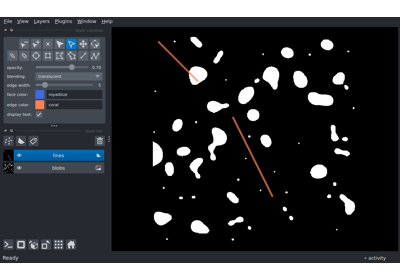 File View Layers Plugins Window Help
opacity: 0.70
blending: translucent
edge width: 5
face color: royalblue
edge color: coral
display text:
lines
blobs
Ready
activity